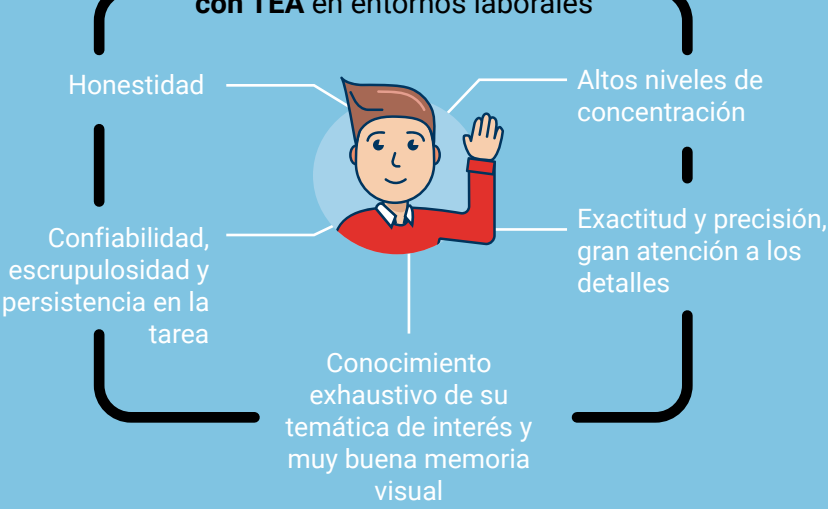 con TEA en entornos laborales
Honestidad
Altos niveles de
concentración
Confiabilidad,
escrupulosidad y
persistencia en la
tarea
Exactitud y precisión,
gran atención a los
detalles
Conocimiento
exhaustivo de su
temática de interés y
muy buena memoria
visual